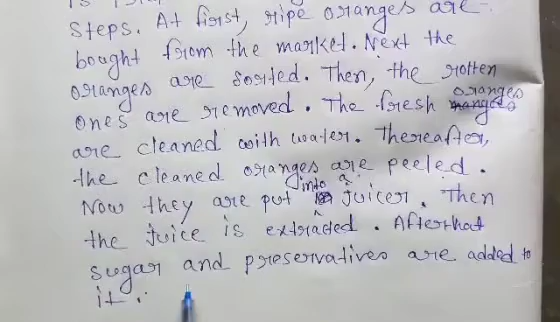 steps. At first, ripe oranges are
bought from the market. Next the
oranges are sorted. Then, the rotten
ones are removed. The fresh oranges
are cleaned with water. Thereafter,
the cleaned oranges are peeled.
Now they are put into a juicer. Then
the juice is extracted. Afterthat
sugar and preservatives are added to
it.